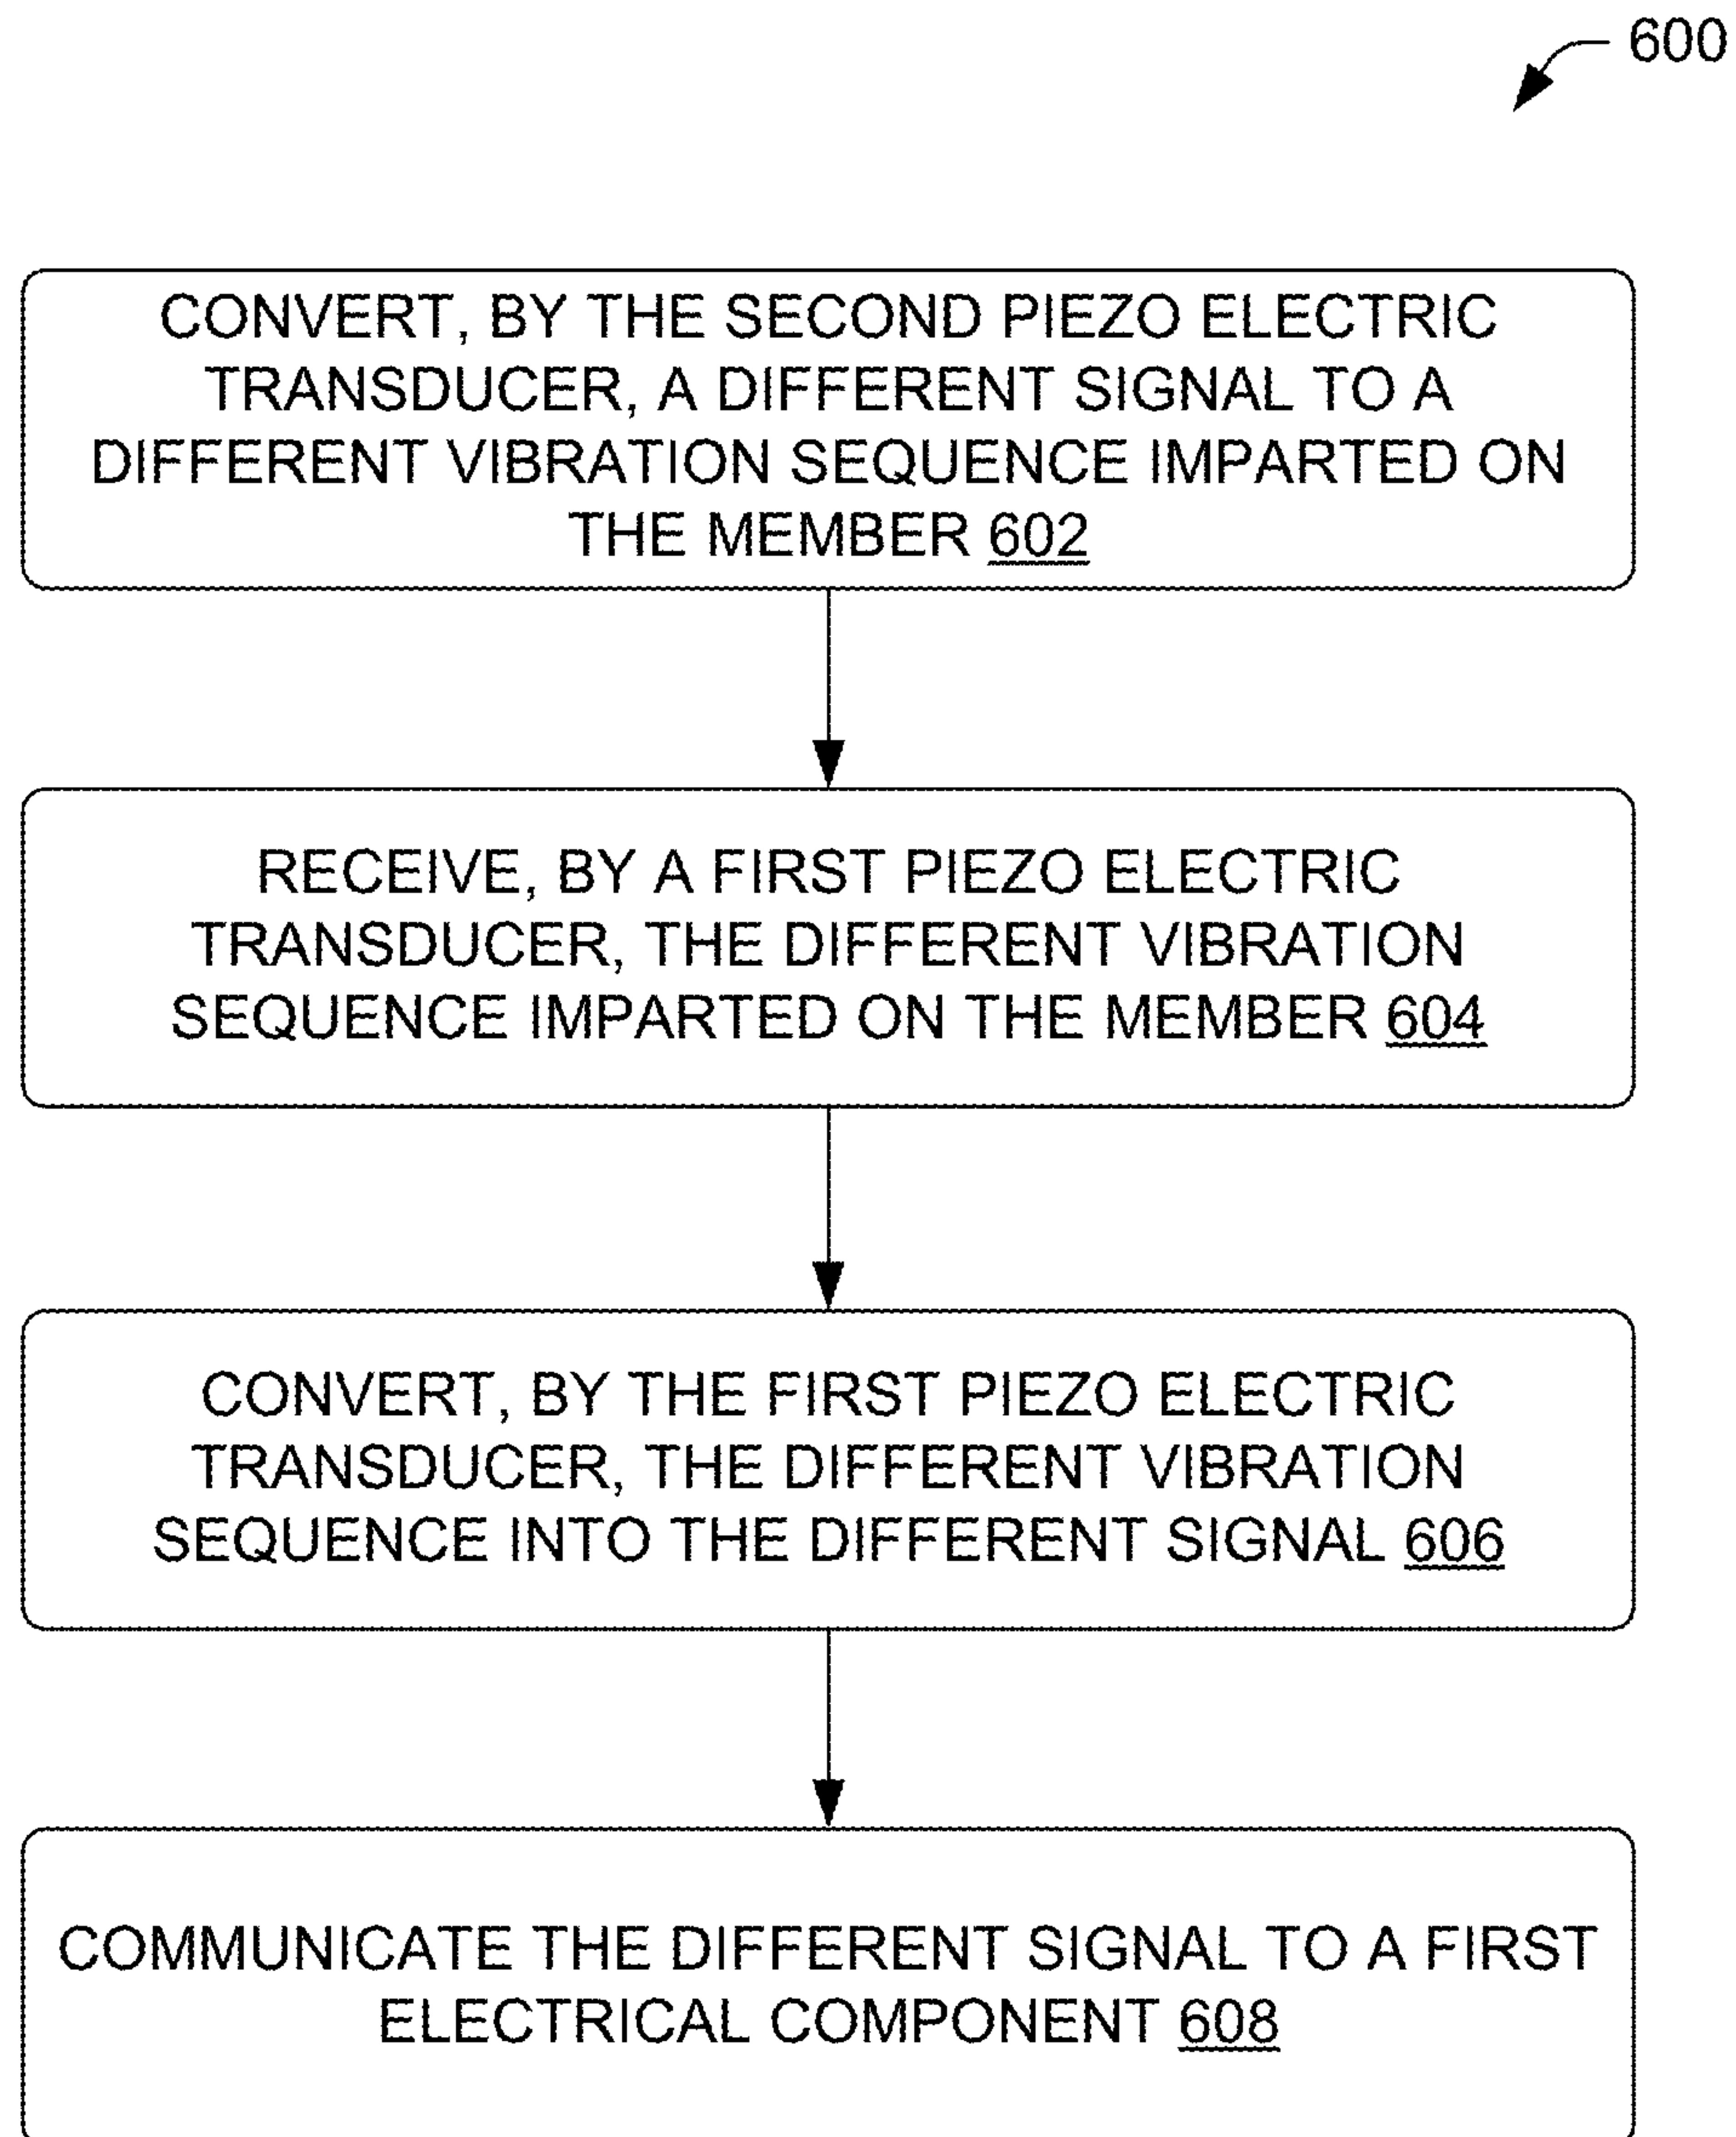 600
CONVERT, BY THE SECOND PIEZO ELECTRIC
TRANSDUCER, A DIFFERENT SIGNAL TO A
DIFFERENT VIBRATION SEQUENCE IMPARTED ON
THE MEMBER 602
RECEIVE, BY A FIRST PIEZO ELECTRIC
TRANSDUCER, THE DIFFERENT VIBRATION
SEQUENCE IMPARTED ON THE MEMBER 604
CONVERT, BY THE FIRST PIEZO ELECTRIC
TRANSDUCER, THE DIFFERENT VIBRATION
SEQUENCE INTO THE DIFFERENT SIGNAL 606
COMMUNICATE THE DIFFERENT SIGNAL TO A FIRST
ELECTRICAL COMPONENT 608